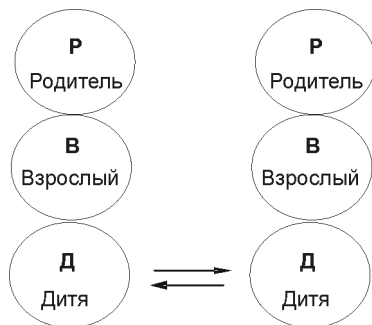 Р
Родитель
Р
Родитель
В
Взрослый
В
Взрослый
Д
Дитя
Д
Дитя